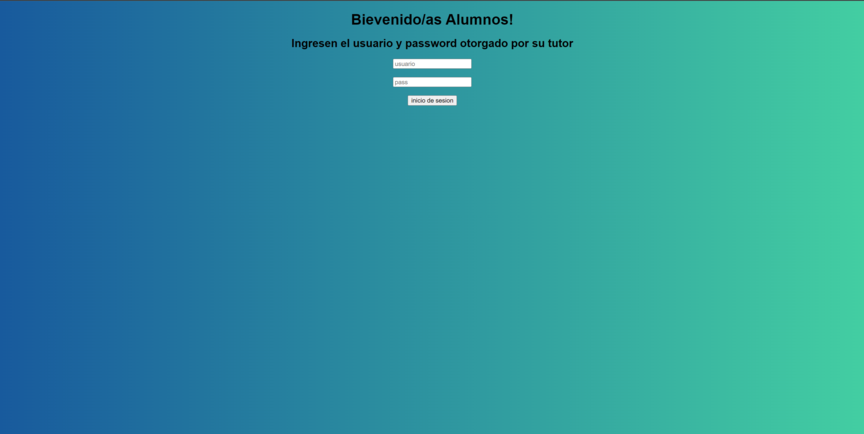 Bievenido/as Alumnos!
Ingresen el usuario y password otorgado por su tutor
usuario
pass
inicio de sesion